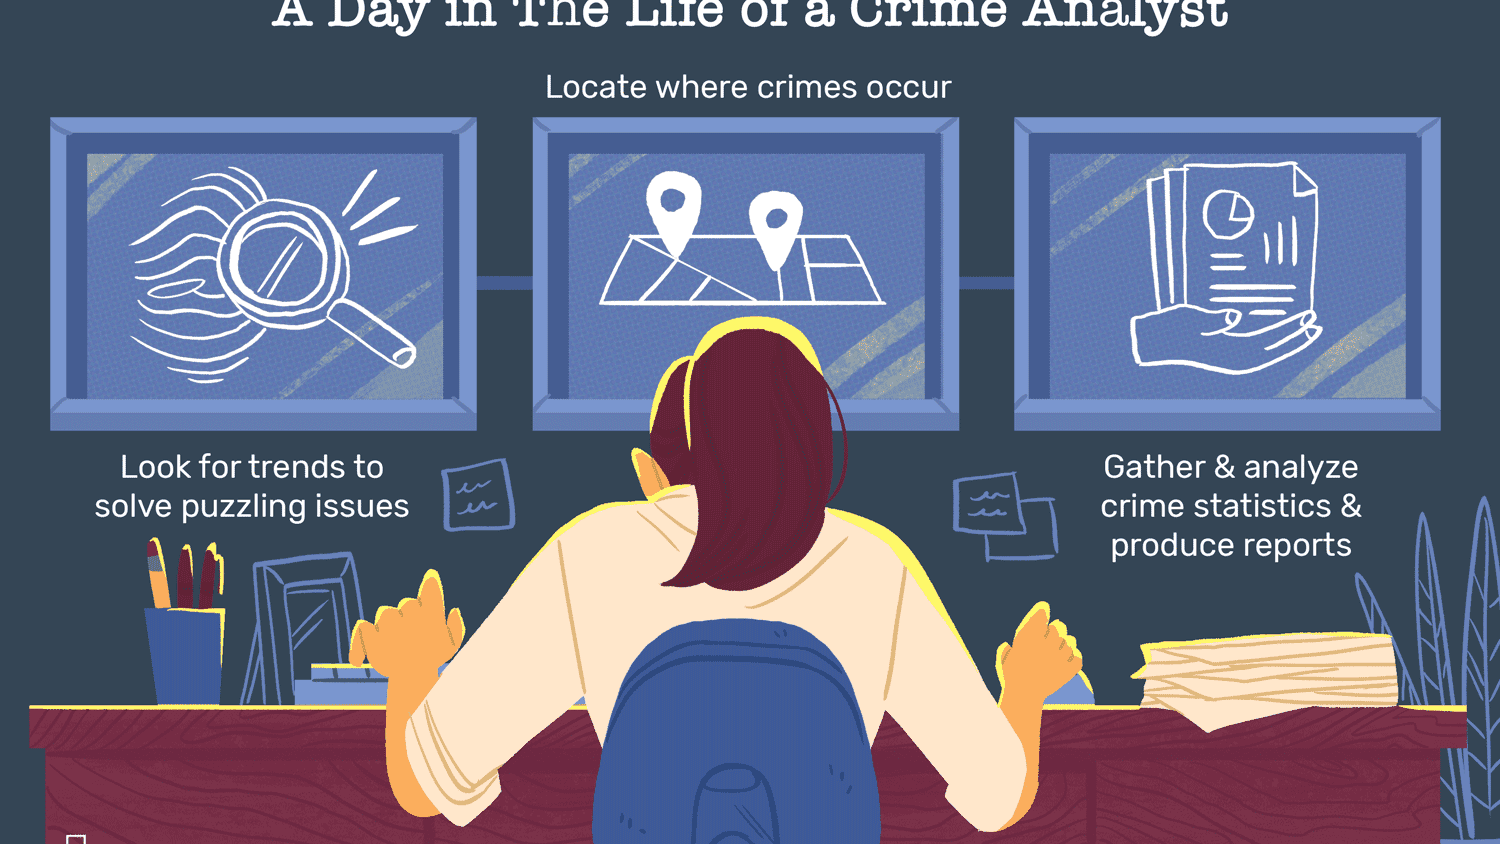 A Day in The Life of a Crime Analyst
Locate where crimes occur
Look for trends to
solve puzzling issues
Gather & analyze
crime statistics &
produce reports